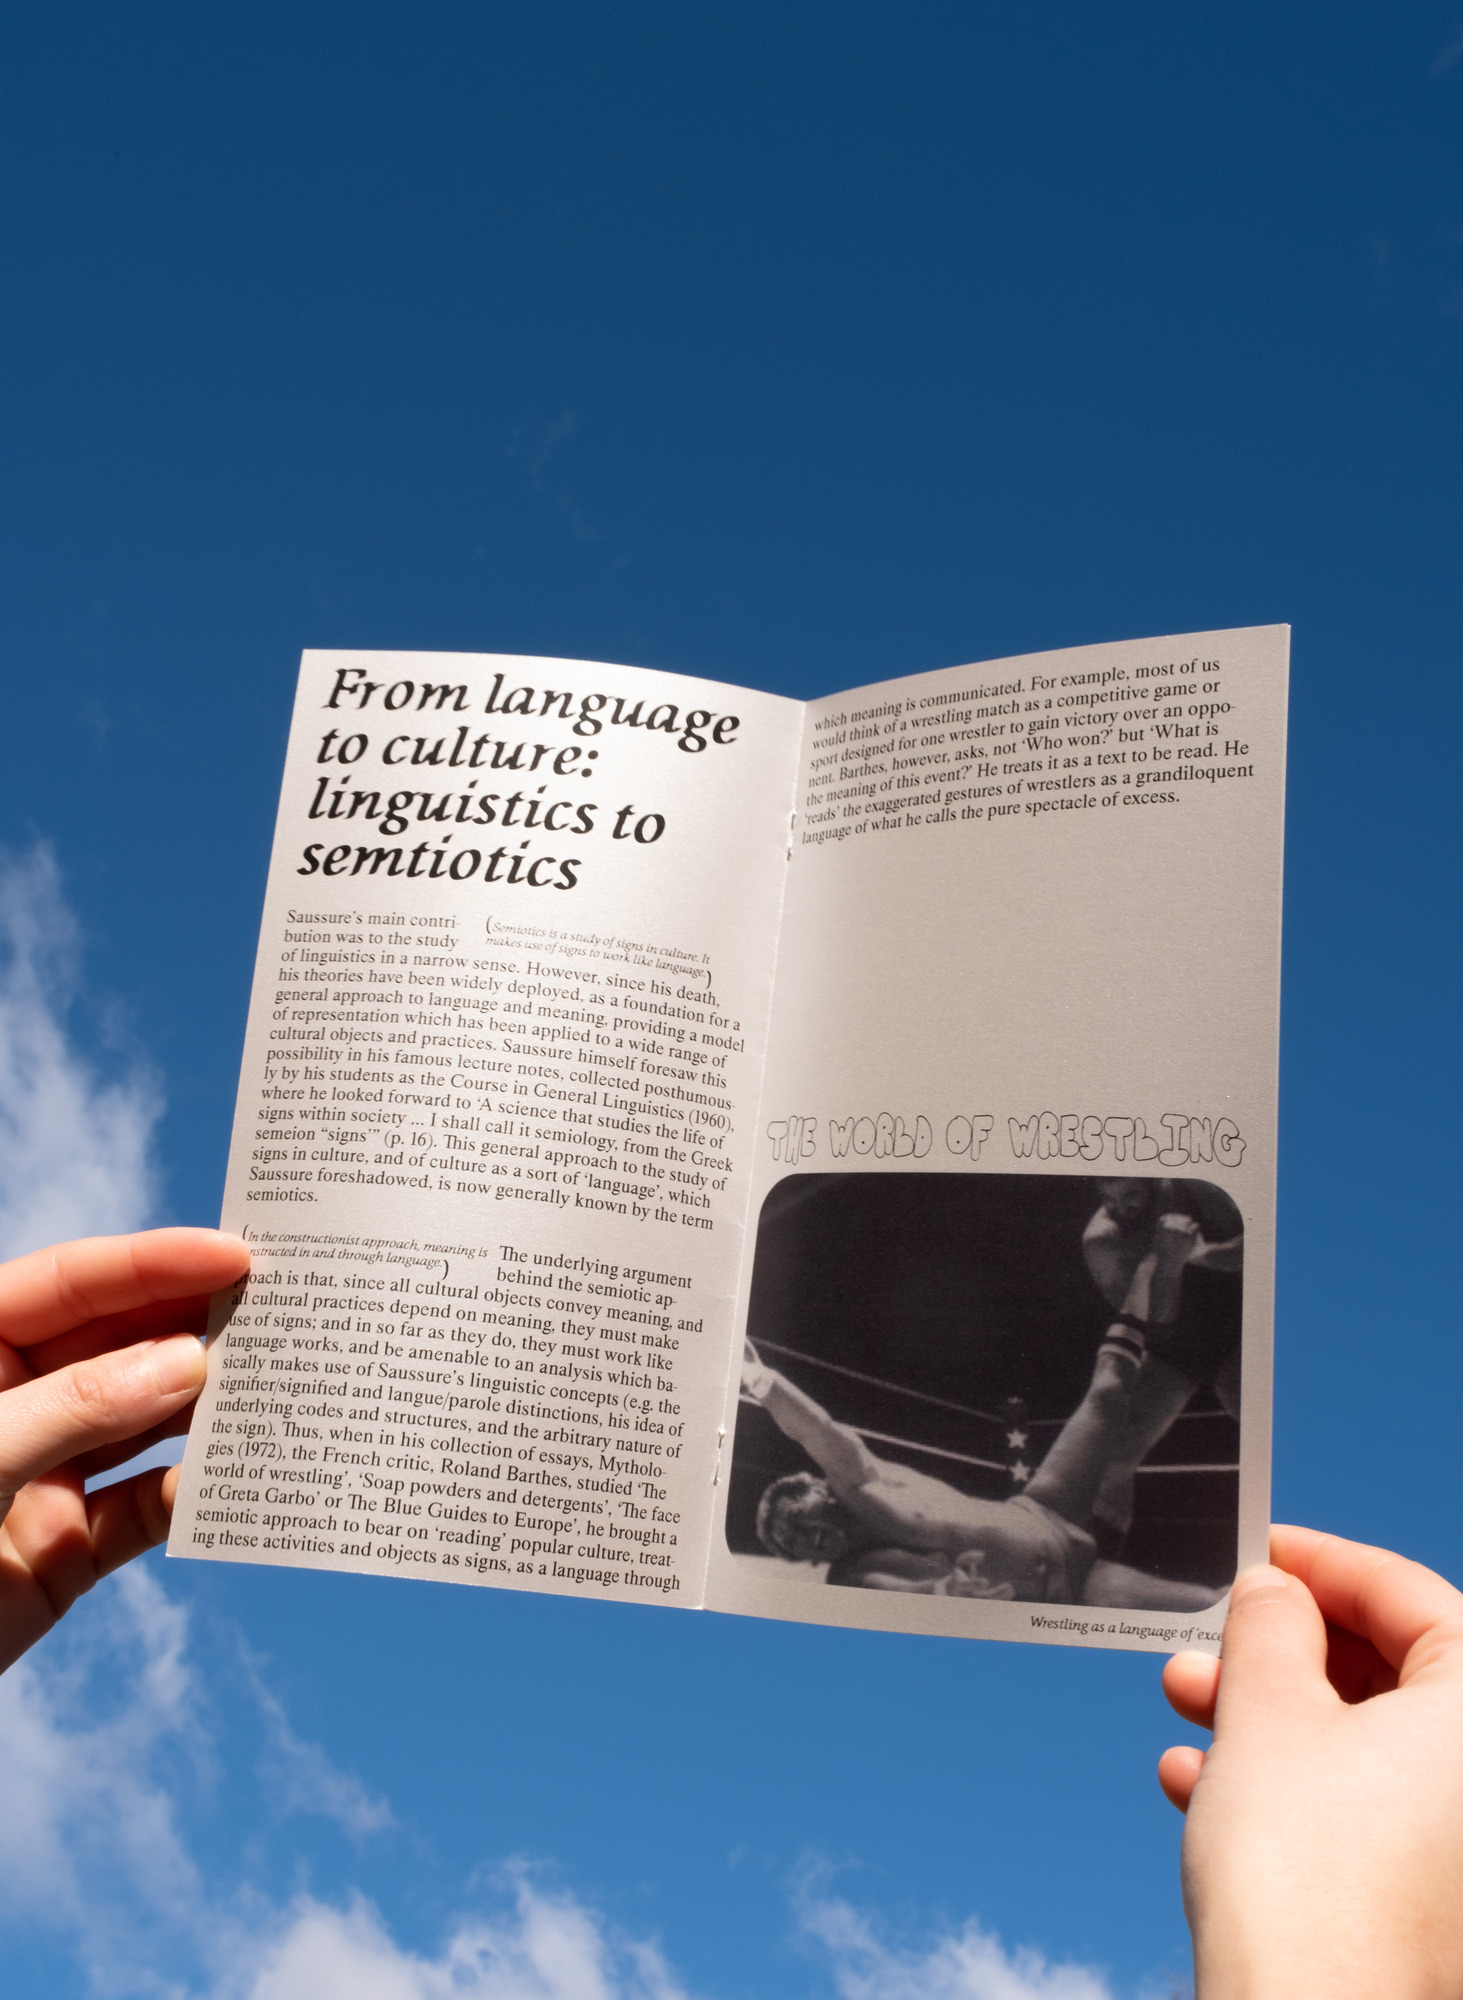 From language
to culture:
linguistics to
semtiotics
Saussure's main contri-
bution was to the study
(Semiotics is a study of signs in culture. It
makes use of signs to work like language.)
of linguistics in a narrow sense. However, since his death,
his theories have been widely deployed, as a foundation for a
general approach to language and meaning, providing a model
of representation which has been applied to a wide range of
cultural objects and practices. Saussure himself foresaw this
possibility in his famous lecture notes, collected posthumous-
ly by his students as the Course in General Linguistics (1960),
where he looked forward to ‘A science that studies the life of
signs within society ... I shall call it semiology, from the Greek
semeion “signs”’ (p. 16). This general approach to the study of
signs in culture, and of culture as a sort of ‘language’, which
Saussure foreshadowed, is now generally known by the term
semiotics.
(In the constructionist approach, meaning is
nstructed in and through language.)
The underlying argument
behind the semiotic ap-
proach is that, since all cultural objects convey meaning, and
all cultural practices depend on meaning, they must make
use of signs; and in so far as they do, they must work like
language works, and be amenable to an analysis which ba-
sically makes use of Saussure's linguistic concepts (e.g. the
signifier/signified and langue/parole distinctions, his idea of
underlying codes and structures, and the arbitrary nature of
the sign). Thus, when in his collection of essays, Mytholo-
gies (1972), the French critic, Roland Barthes, studied ‘The
world of wrestling’, ‘Soap powders and detergents’, ‘The face
of Greta Garbo’ or The Blue Guides to Europe’, he brought a
semiotic approach to bear on ‘reading’ popular culture, treat-
ing these activities and objects as signs, as a language through
which meaning is communicated. For example, most of us
would think of a wrestling match as a competitive game or
sport designed for one wrestler to gain victory over an oppo-
nent. Barthes, however, asks, not ‘Who won?’ but ‘What is
the meaning of this event?’ He treats it as a text to be read. He
‘reads’ the exaggerated gestures of wrestlers as a grandiloquent
language of what he calls the pure spectacle of excess.
THE WORLD OF WRESTLING
Wrestling as a language of ‘exce